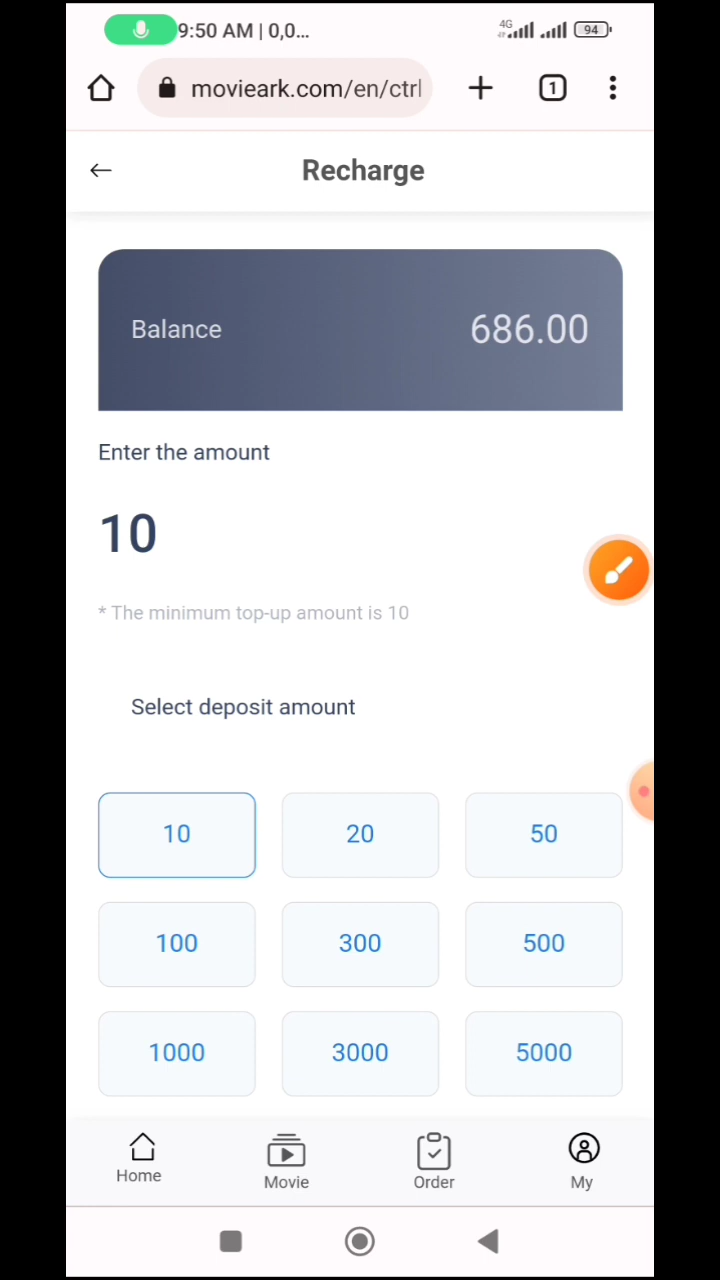 9:50 AM | 0,0...
4G
94
movieark.com/en/ctrl
1
Recharge
Balance
686.00
Enter the amount
10
* The minimum top-up amount is 10
Select deposit amount
10
20
50
100
300
500
1000
3000
5000
Home
Movie
Order
My